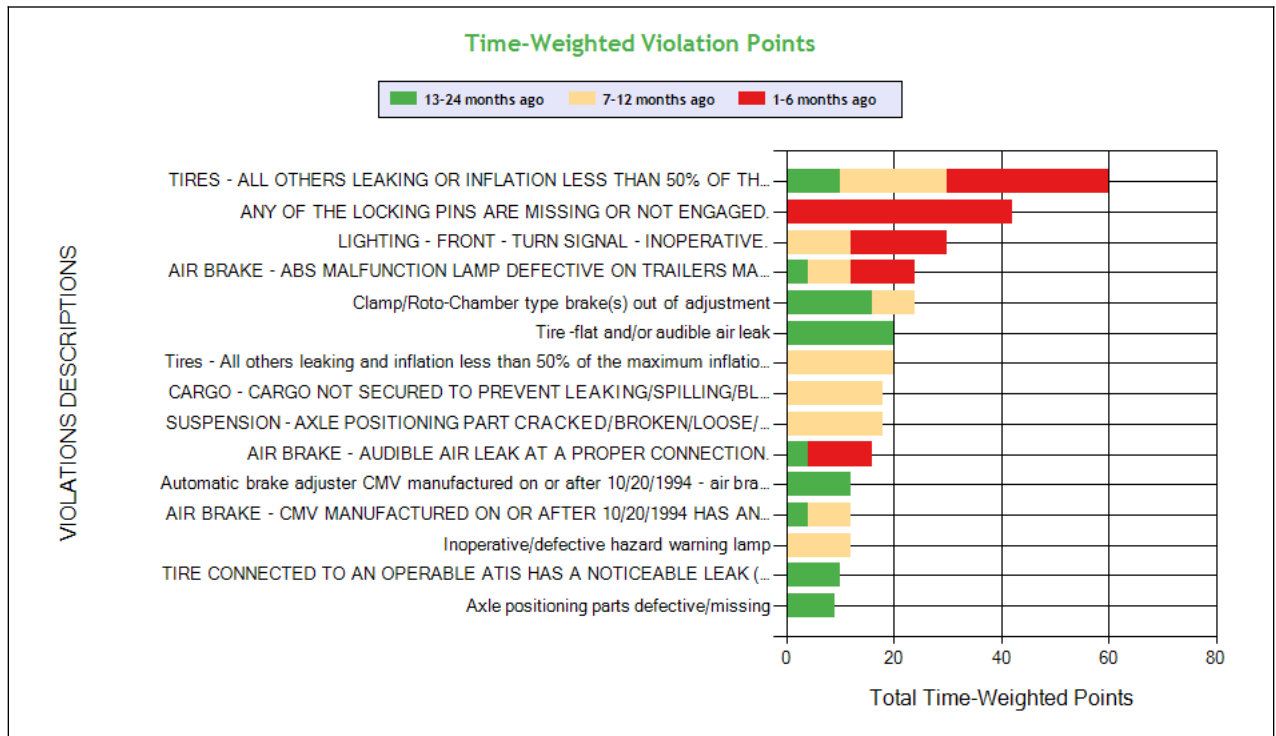 Time-Weighted Violation Points
13-24 months ago 7-12 months ago 1-6 months ago
VIOLATIONS DESCRIPTIONS
TIRES - ALL OTHERS LEAKING OR INFLATION LESS THAN 50% OF TH...
ANY OF THE LOCKING PINS ARE MISSING OR NOT ENGAGED.
LIGHTING - FRONT - TURN SIGNAL - INOPERATIVE.
AIR BRAKE - ABS MALFUNCTION LAMP DEFECTIVE ON TRAILERS MA...
Clamp/Roto-Chamber type brake(s) out of adjustment
Tire -flat and/or audible air leak
Tires - All others leaking and inflation less than 50% of the maximum inflatio...
CARGO - CARGO NOT SECURED TO PREVENT LEAKING/SPILLING/BL...
SUSPENSION - AXLE POSITIONING PART CRACKED/BROKEN/LOOSE/...
AIR BRAKE - AUDIBLE AIR LEAK AT A PROPER CONNECTION.
Automatic brake adjuster CMV manufactured on or after 10/20/1994 - air bra...
AIR BRAKE - CMV MANUFACTURED ON OR AFTER 10/20/1994 HAS AN...
Inoperative/defective hazard warning lamp
TIRE CONNECTED TO AN OPERABLE ATIS HAS A NOTICEABLE LEAK (...
Axle positioning parts defective/missing
0 20 40 60 80
Total Time-Weighted Points